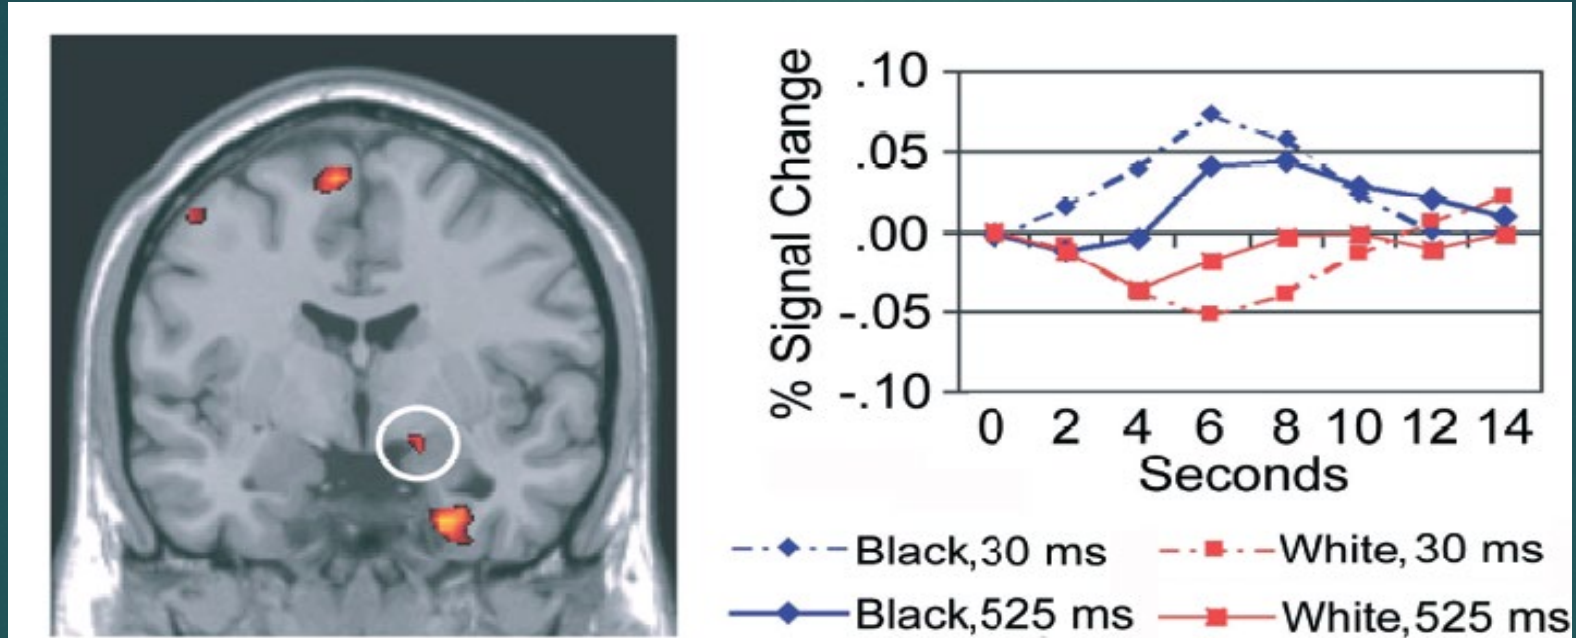 % Signal Change
.10
.05
.00
-.05
-.10
0 2 4 6 8 10 12 14
Seconds
Black,30 ms White,30 ms
Black,525 ms White,525 ms